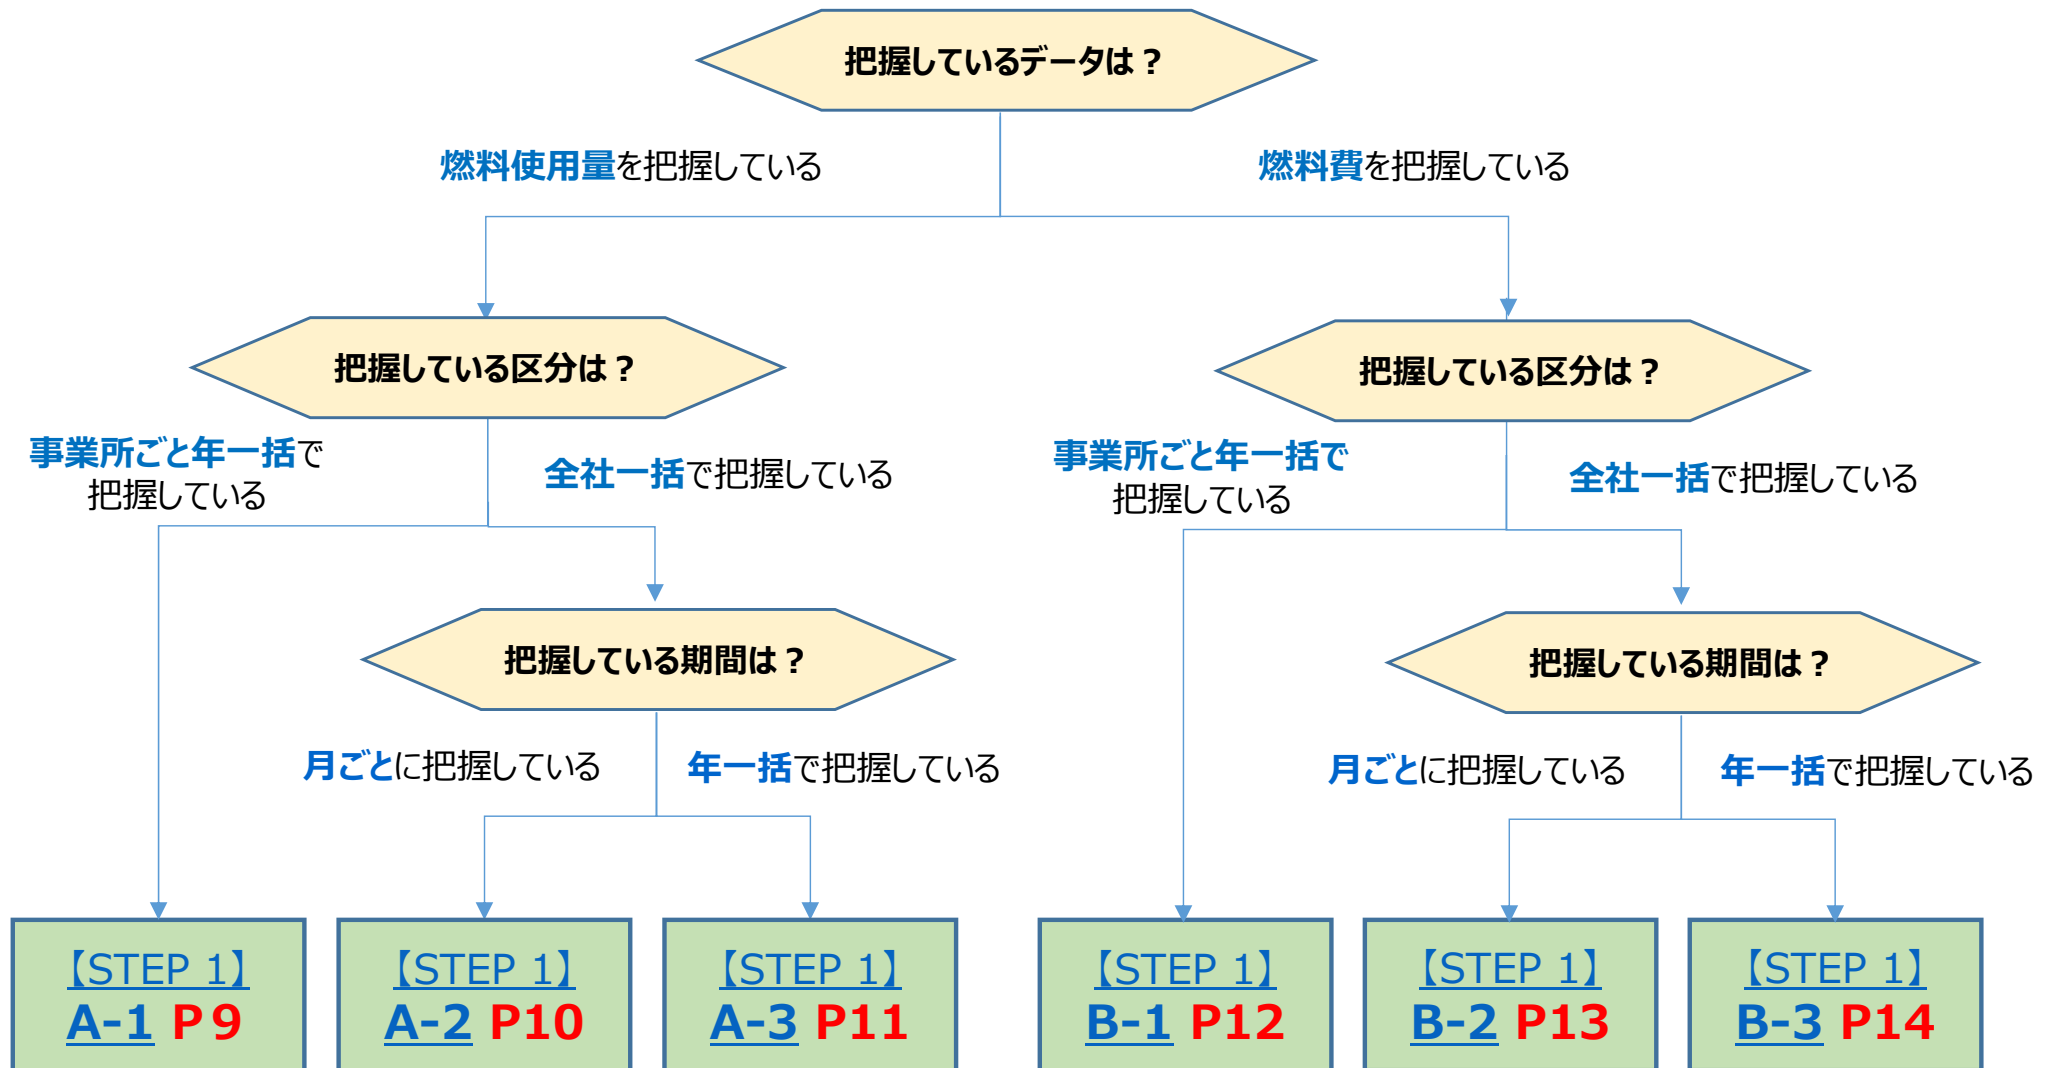 把握しているデータは？
燃料使用量を把握している
燃料費を把握している
把握している区分は？
把握している区分は？
事業所ごと年一括で
把握している
全社一括で把握している
事業所ごと年一括で
把握している
全社一括で把握している
把握している期間は？
把握している期間は？
月ごとに把握している
年一括で把握している
月ごとに把握している
年一括で把握している
【STEP 1】
A-1 P９
【STEP 1】
A-2 P10
【STEP 1】
A-3 P11
【STEP 1】
B-1 P12
【STEP 1】
B-2 P13
【STEP 1】
B-3 P14